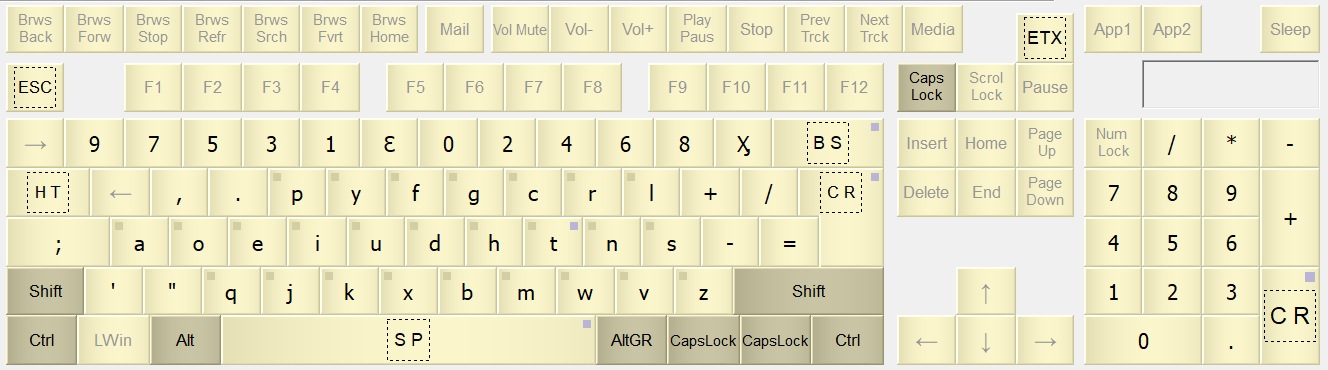 Brws Back Brws Forw Brws Stop Brws Refr Brws Srch Brws Fvrt Brws Home Mail Vol Mute Vol- Vol+ Play Paus Stop Prev Trck Next Trck Media ETX App1 App2 Sleep
ESC F1 F2 F3 F4 F5 F6 F7 F8 F9 F10 F11 F12 Caps Lock Scrol Lock Pause
→ 9 7 5 3 1 Ɛ 0 2 4 6 8 Ӽ BS Insert Home Page Up Num Lock / * -
HT ← , . p y f g c r l + / CR Delete End Page Down 7 8 9 +
; a o e i u d h t n s - = 4 5 6
Shift ' " q j k x b m w v z Shift ↑ 1 2 3 CR
Ctrl LWin Alt SP AltGR CapsLock CapsLock Ctrl ← ↓ → 0 .